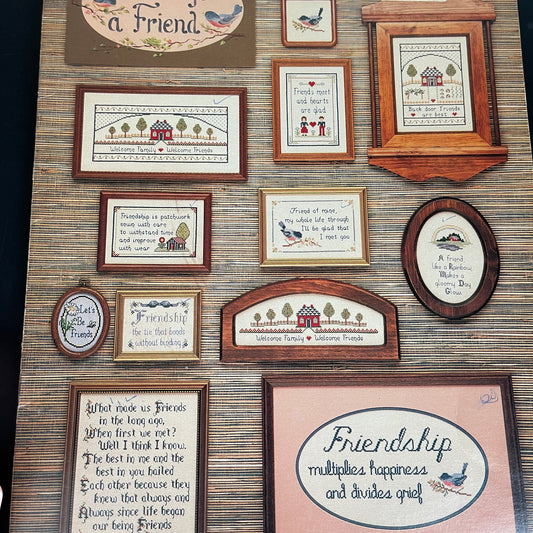 a Friend
Friends meet
and hearts
are glad
Back door Friends
are best
Welcome Family Welcome Friends
Friendship is patchwork
sewn with care
to withstand time
and improve
with wear
Friend of mine,
my whole life through
I'll be glad that
I met you
A friend,
like a Rainbow,
Makes a
gloomy Day
Glow
Let's
Be
Friends
Friendship
the tie that bonds
without binding
Welcome Family Welcome Friends
What made us Friends
in the long ago,
When first we met?
Well I think I know.
The best in me and the
best in you hailed
Each other because they
knew that always and
Always since life began
our being Friends
Friendship
multiplies happiness
and divides grief